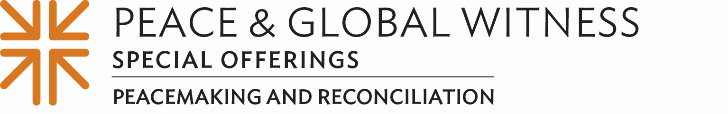 PEACE & GLOBAL WITNESS
SPECIAL OFFERINGS
PEACEMAKING AND RECONCILIATION